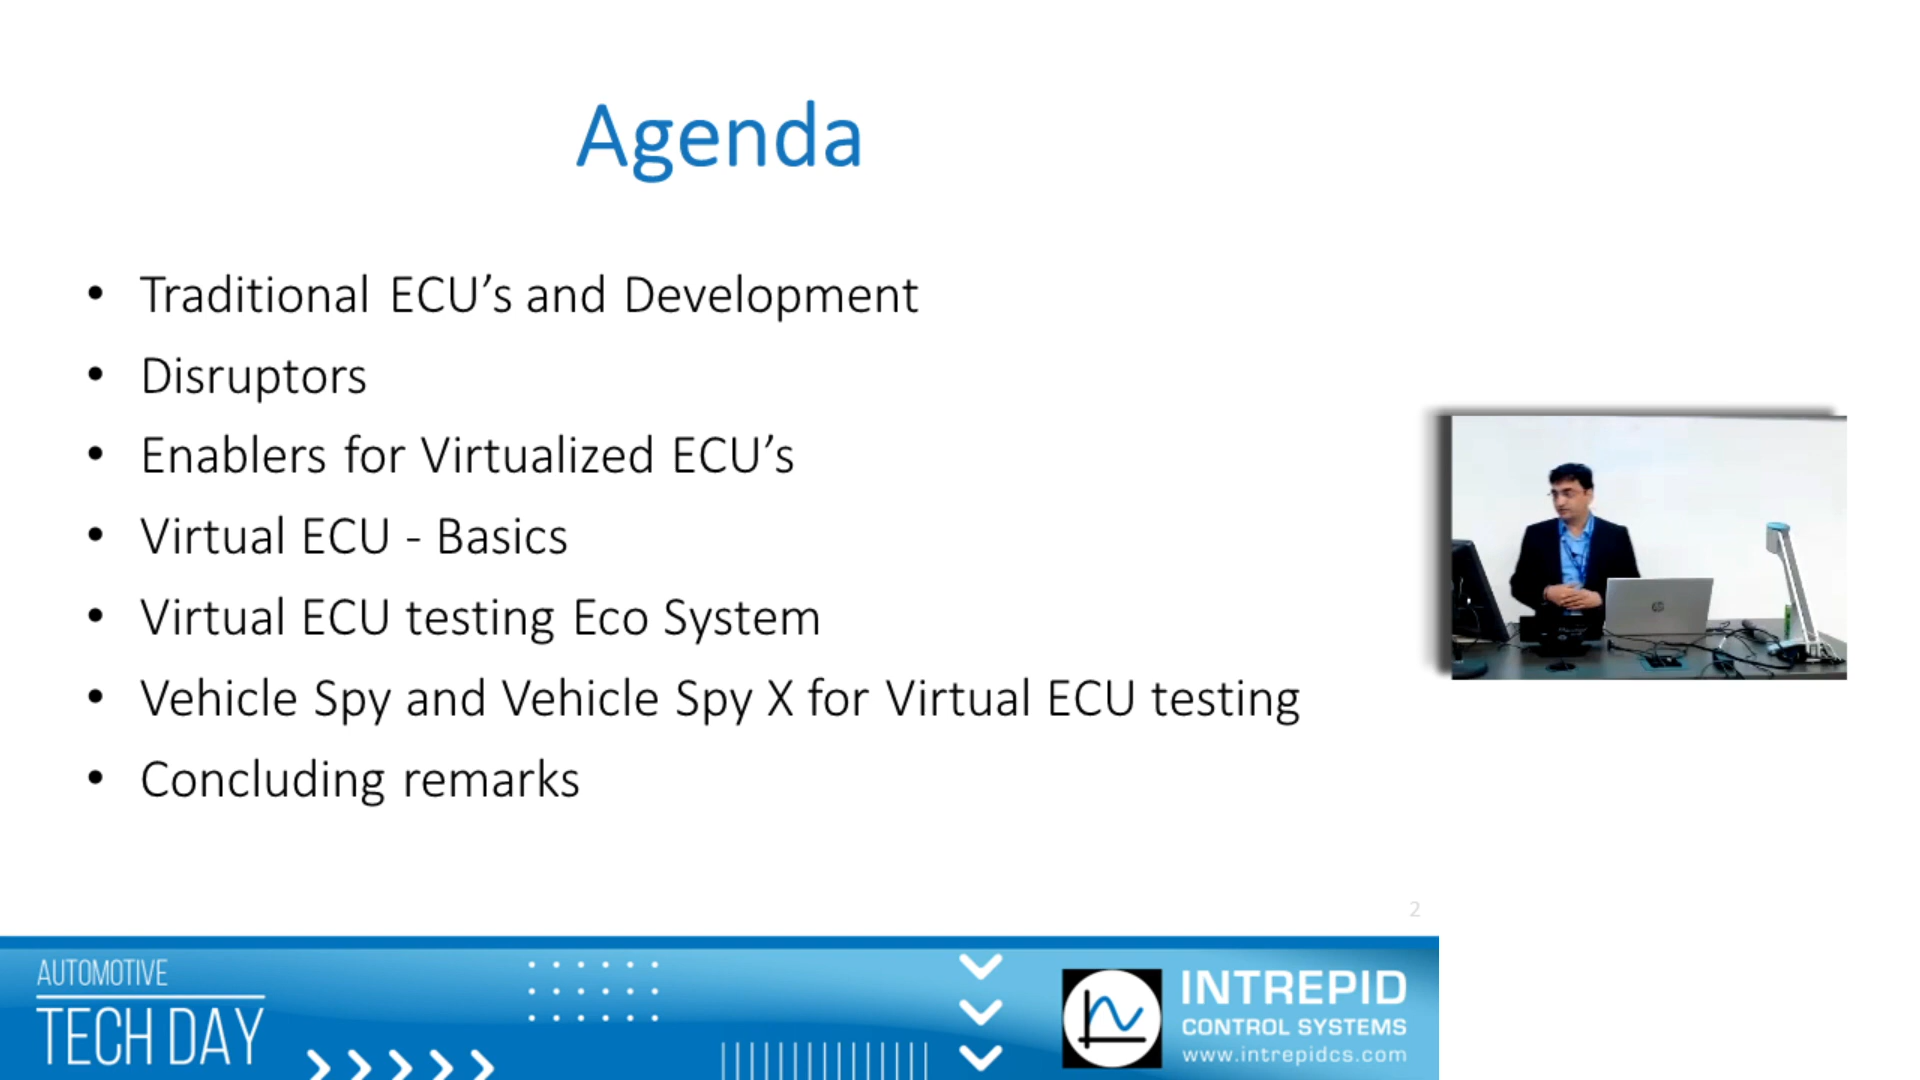 Agenda
• Traditional ECU’s and Development
• Disruptors
• Enablers for Virtualized ECU’s
• Virtual ECU - Basics
• Virtual ECU testing Eco System
• Vehicle Spy and Vehicle Spy X for Virtual ECU testing
• Concluding remarks
2
AUTOMOTIVE
TECH DAY
INTREPID
CONTROL SYSTEMS
www.intrepidcs.com